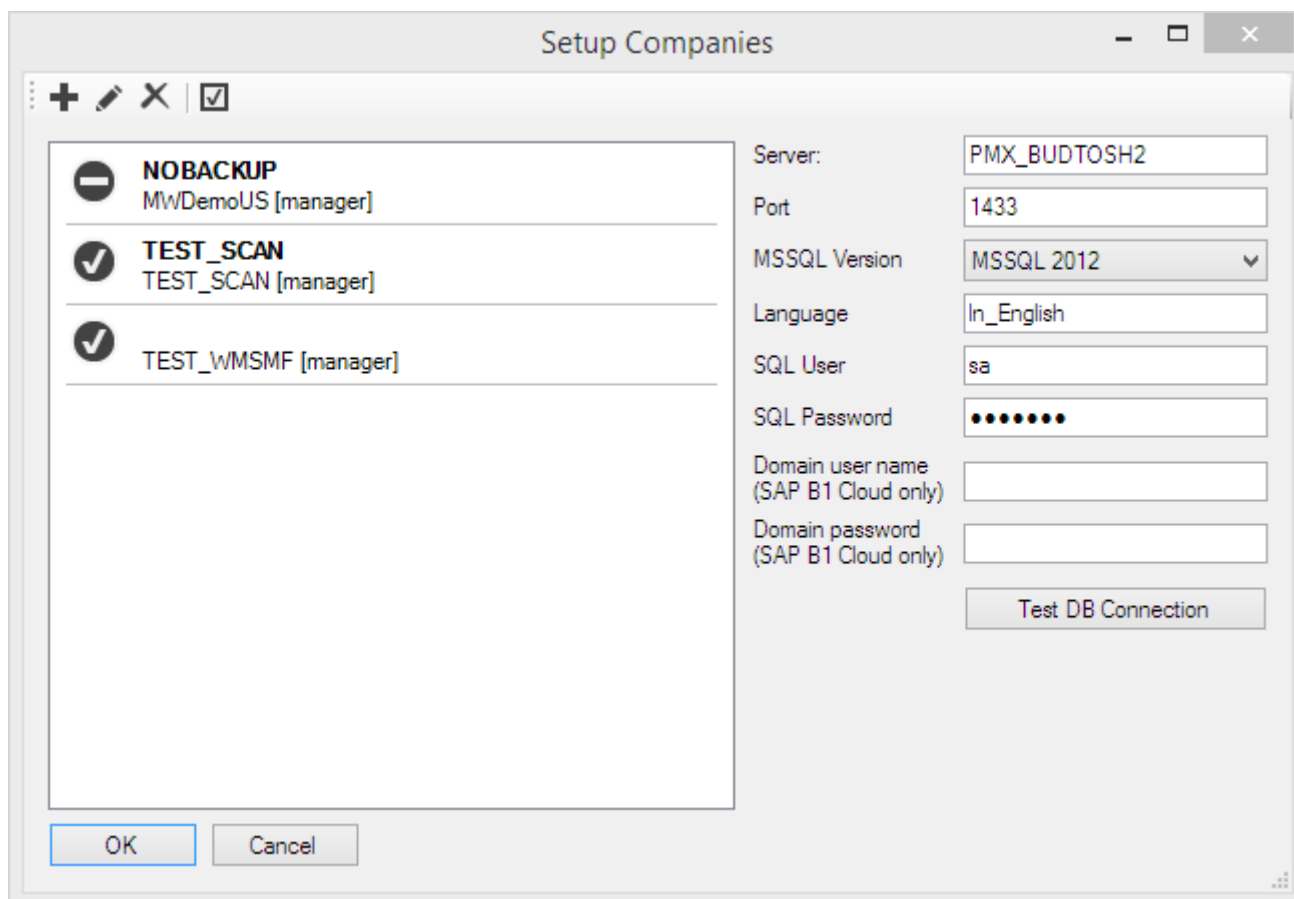 Setup Companies
NOBACKUP
MWDemoUS [manager]
TEST_SCAN
TEST_SCAN [manager]
TEST_WMSMF [manager]
Server: PMX_BUDTOSH2
Port 1433
MSSQL Version MSSQL 2012
Language ln_English
SQL User sa
SQL Password •••••••
Domain user name
(SAP B1 Cloud only)
Domain password
(SAP B1 Cloud only)
Test DB Connection
OK Cancel